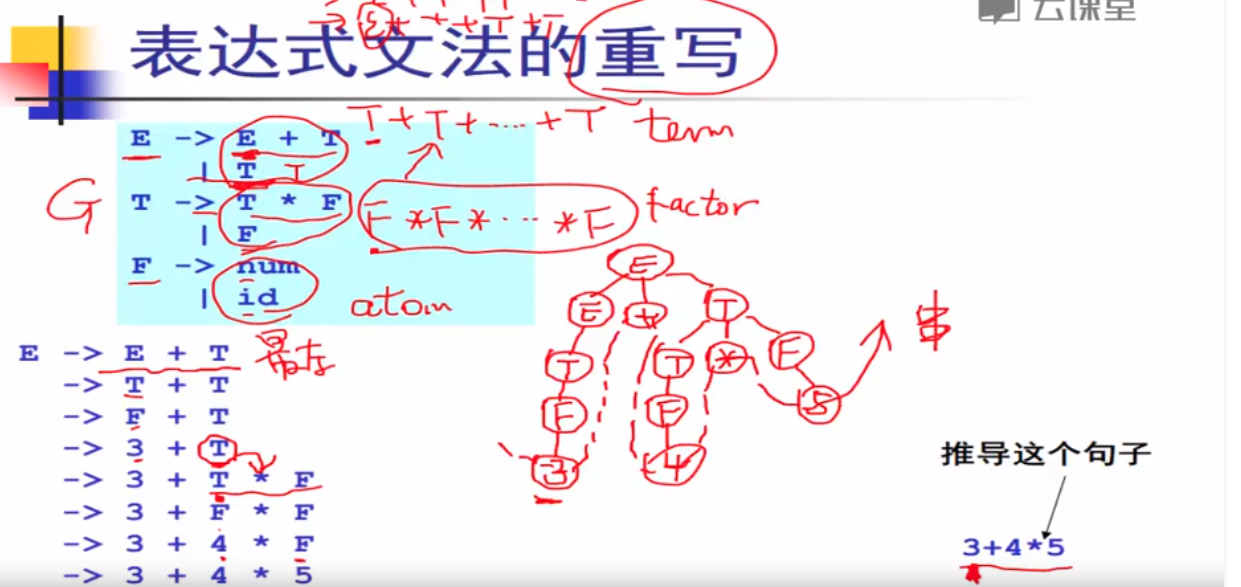 云课堂
表达式文法的重写
E -> E + T
T + T + ... + T term
| T T
G
T -> T * F
F * F * ... * F factor
| F
F -> num
| id
atom
最左
E -> E + T
-> T + T
-> F + T
-> 3 + T
-> 3 + T * F
-> 3 + F * F
-> 3 + 4 * F
-> 3 + 4 * 5
E
E + T
T T * F
F F 5
3 4
串
推导这个句子
3+4*5